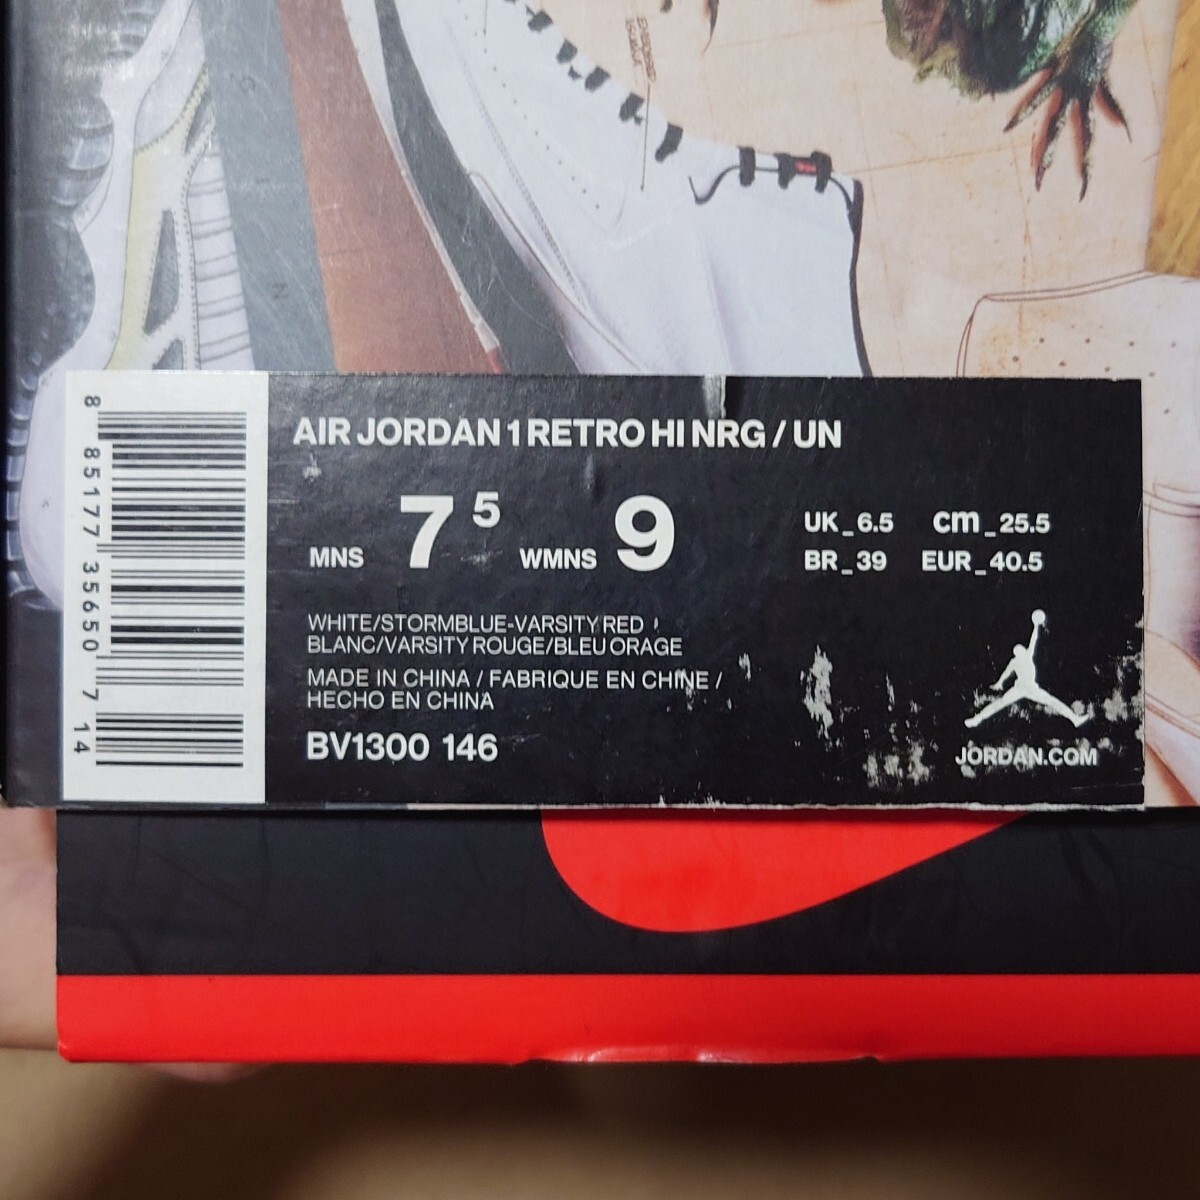 AIR JORDAN 1 RETRO HI NRG / UN
MNS 7 5 WMNS 9
UK_6.5 cm_25.5
BR_39 EUR_40.5
WHITE/STORMBLUE-VARSITY RED
BLANC/VARSITY ROUGE/BLEU ORAGE
MADE IN CHINA / FABRIQUE EN CHINE /
HECHO EN CHINA
BV1300 146
JORDAN.COM
8 85177 35650 7 14